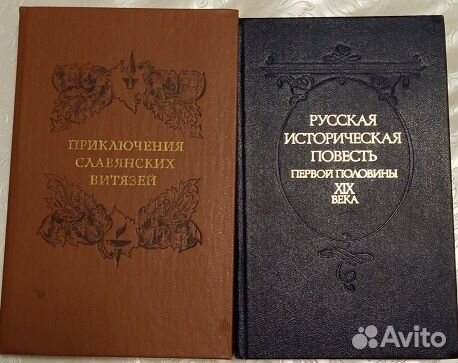 ПРИКЛЮЧЕНИЯ
СЛАВЯНСКИХ
ВИТЯЗЕЙ
РУССКАЯ
ИСТОРИЧЕСКАЯ
ПОВЕСТЬ
ПЕРВОЙ ПОЛОВИНЫ
XIX
ВЕКА
Avito